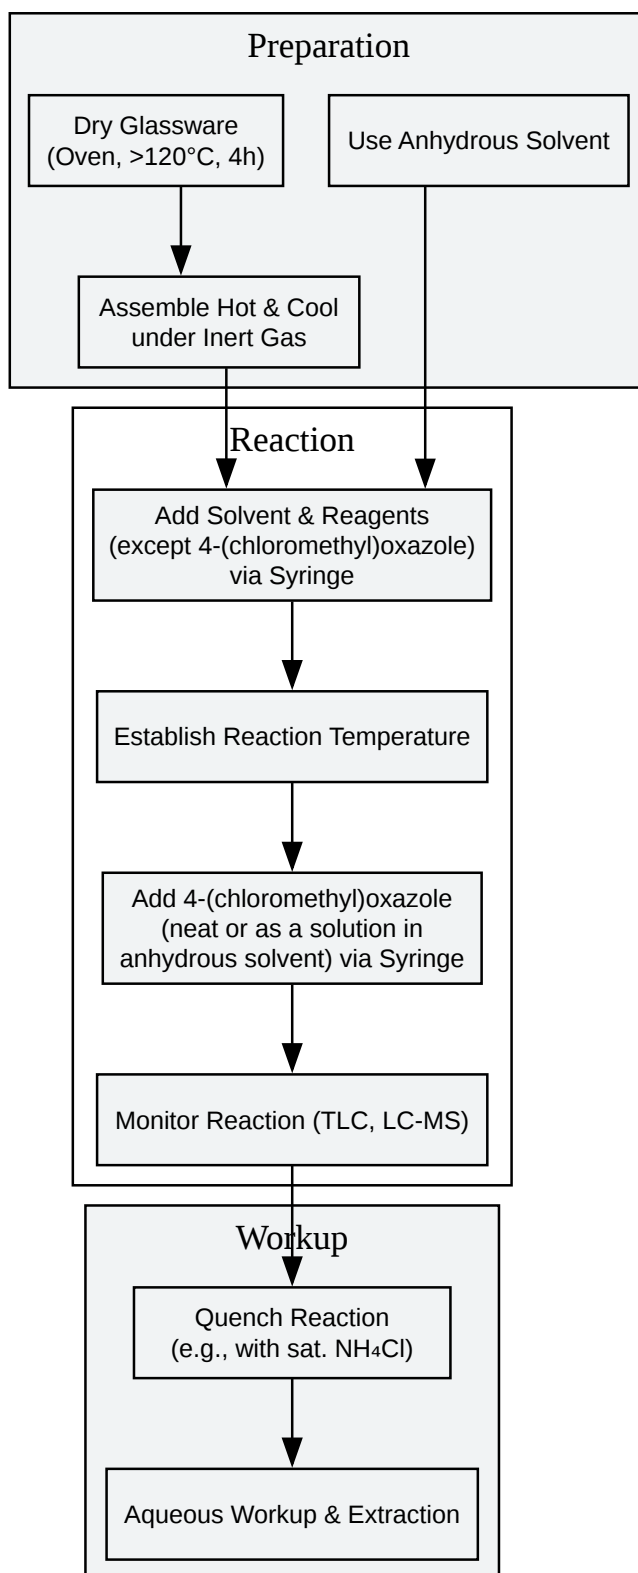 Preparation
Dry Glassware
(Oven, >120°C, 4h)
Use Anhydrous Solvent
Assemble Hot & Cool
under Inert Gas
Reaction
Add Solvent & Reagents
(except 4-(chloromethyl)oxazole)
via Syringe
Establish Reaction Temperature
Add 4-(chloromethyl)oxazole
(neat or as a solution in
anhydrous solvent) via Syringe
Monitor Reaction (TLC, LC-MS)
Workup
Quench Reaction
(e.g., with sat. NH₄Cl)
Aqueous Workup & Extraction